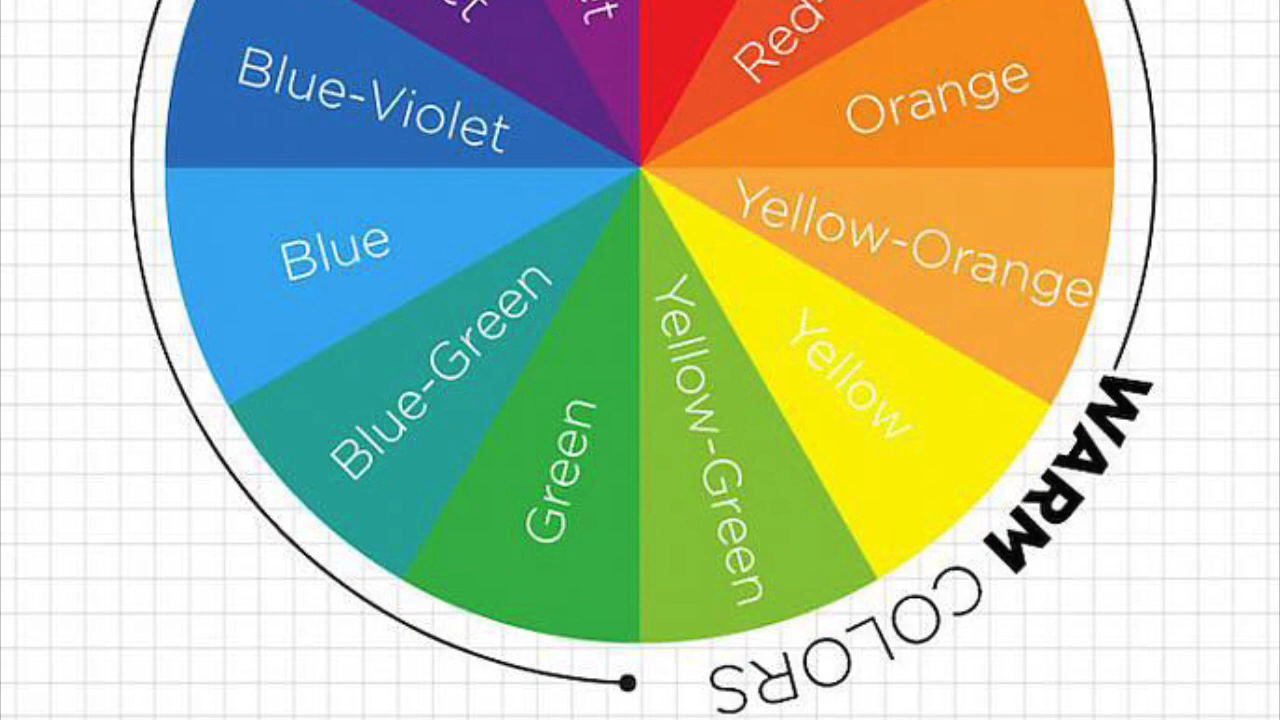 Red-
Orange
Blue-Violet
Yellow-Orange
Blue
Blue-Green
Yellow
Yellow-Green
Green
WARM COLORS